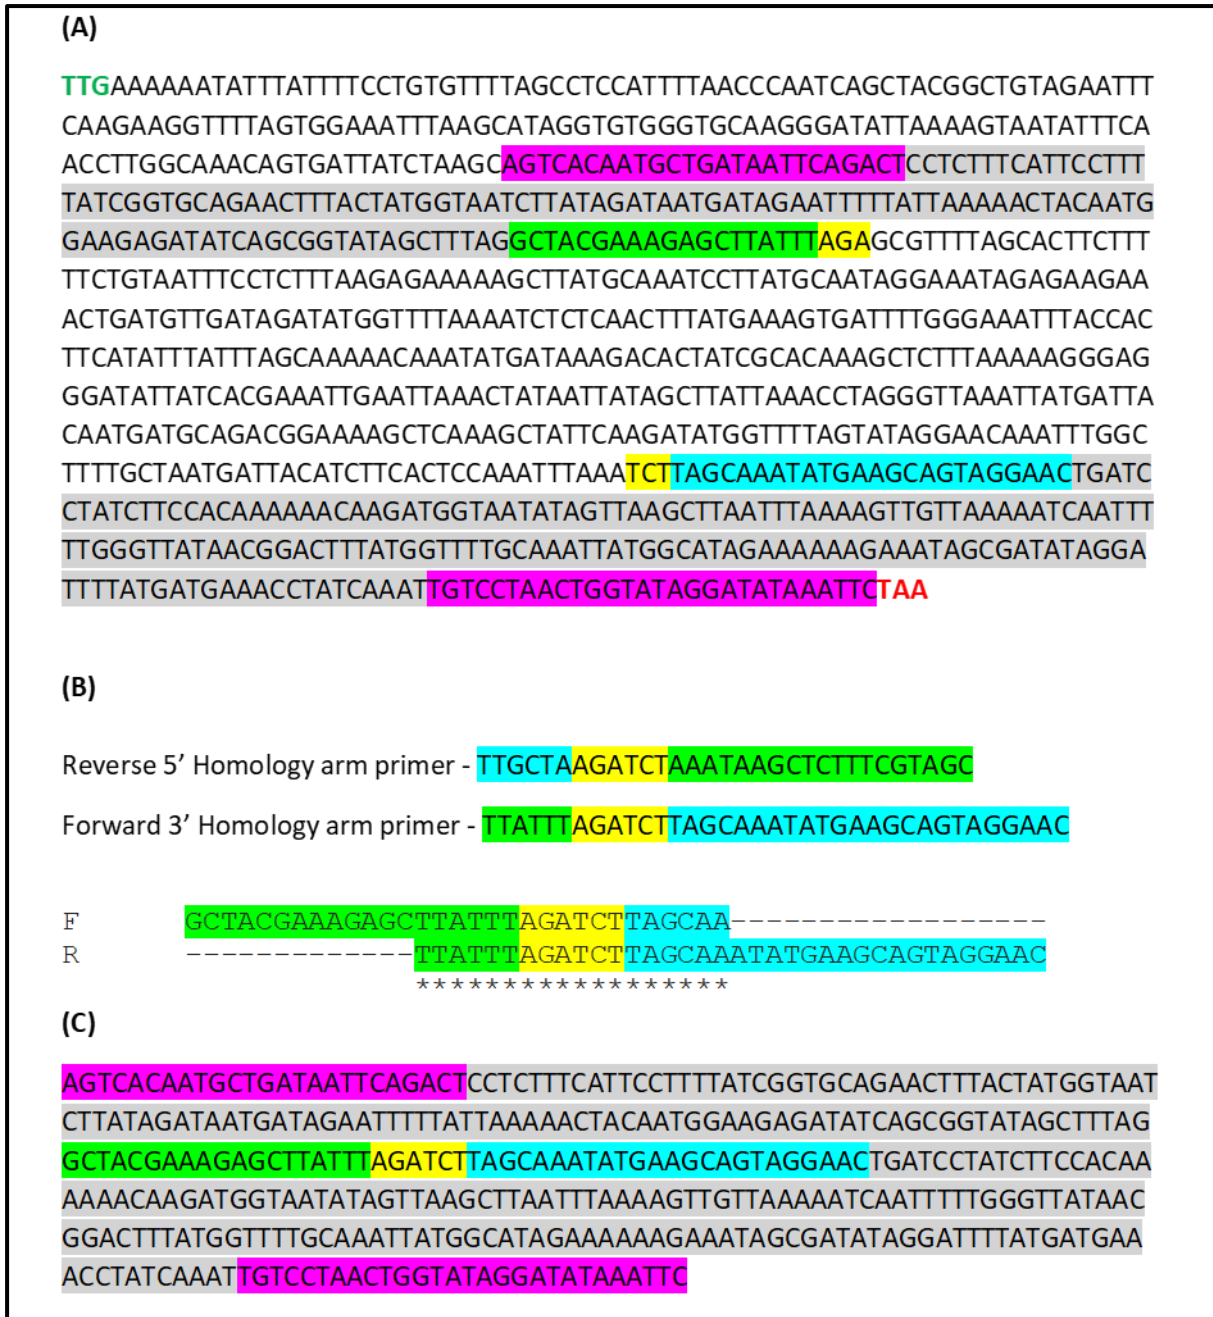 (A)
TTGAAAAAATATTTATTTTCCTGTGTTTTAGCCTCCATTTTAACCCAATCAGCTACGGCTGTAGAATTT
CAAGAAGGTTTTAGTGGAAATTTAAGCATAGGTGTGGGTGCAAGGGATATTAAAAGTAATATTTCA
ACCTTGGCAAACAGTGATTATCTAAGCAGTCACAATGCTGATAATTCAGACTCCTCTTTCATTCCTTT
TATCGGTGCAGAACTTTACTATGGTAATCTTATAGATAATGATAGAATTTTTATTAAAAACTACAATG
GAAGAGATATCAGCGGTATAGCTTTAGGCTACGAAAGAGCTTATTTAGAGCGTTTTAGCACTTCTTT
TTCTGTAATTTCCTCTTTAAGAGAAAAAGCTTATGCAAATCCTTATGCAATAGGAAATAGAGAAGAA
ACTGATGTTGATAGATATGGTTTTAAAATCTCTCAACTTTATGAAAGTGATTTTGGGAAATTTACCAC
TTCATATTTATTTAGCAAAAACAAATATGATAAAGACACTATCGCACAAAGCTCTTTAAAAAGGGAG
GGATATTATCACGAAATTGAATTAAACTATAATTATAGCTTATTAAACCTAGGGTTAAATTATGATTA
CAATGATGCAGACGGAAAAGCTCAAAGCTATTCAAGATATGGTTTTAGTATAGGAACAAATTTGGC
TTTTGCTAATGATTACATCTTCACTCCAAATTTAAATCTTAGCAAATATGAAGCAGTAGGAACTGATC
CTATCTTCCACAAAAAACAAGATGGTAATATAGTTAAGCTTAATTTAAAAGTTGTTAAAAATCAATTT
TTGGGTTATAACGGACTTTATGGTTTTGCAAATTATGGCATAGAAAAAAGAAATAGCGATATAGGA
TTTTATGATGAAACCTATCAAATTGTCCTAACTGGTATAGGATATAAATTCTAA
(B)
Reverse 5’ Homology arm primer - TTGCTAAGATCTAAATAAGCTCTTTCGTAGC
Forward 3’ Homology arm primer - TTATTTAGATCTTAGCAAATATGAAGCAGTAGGAAC
F GCTACGAAAGAGCTTATTTAGATCTTAGCAA------------------
R -------------TTATTTAGATCTTAGCAAATATGAAGCAGTAGGAAC
******************
(C)
AGTCACAATGCTGATAATTCAGACTCCTCTTTCATTCCTTTTATCGGTGCAGAACTTTACTATGGTAAT
CTTATAGATAATGATAGAATTTTTATTAAAAACTACAATGGAAGAGATATCAGCGGTATAGCTTTAG
GCTACGAAAGAGCTTATTTAGATCTTAGCAAATATGAAGCAGTAGGAACTGATCCTATCTTCCACAA
AAAACAAGATGGTAATATAGTTAAGCTTAATTTAAAAGTTGTTAAAAATCAATTTTTGGGTTATAAC
GGACTTTATGGTTTTGCAAATTATGGCATAGAAAAAAGAAATAGCGATATAGGATTTTATGATGAA
ACCTATCAAATTGTCCTAACTGGTATAGGATATAAATTC